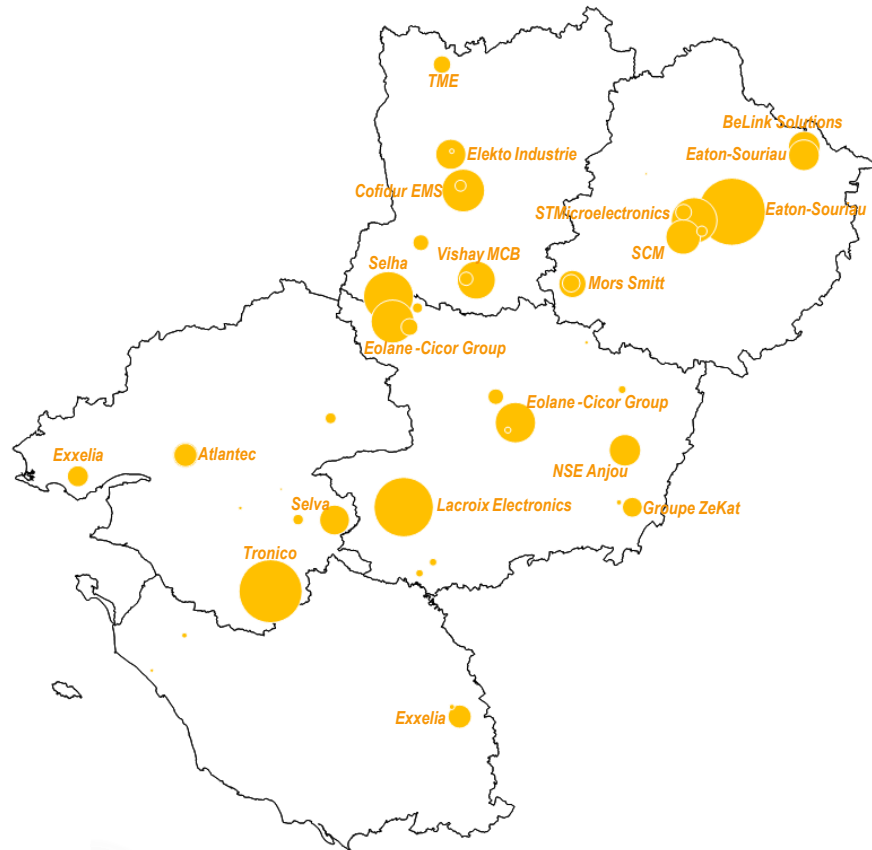 TME
BeLink Solutions
Elekto Industrie
Eaton-Souriau
Cofidur EMS
STMicroelectronics
Eaton-Souriau
Vishay MCB
SCM
Selha
Mors Smitt
Eolane -Cicor Group
Eolane -Cicor Group
Exxelia
Atlantec
NSE Anjou
Selva
Lacroix Electronics
Groupe ZeKat
Tronico
Exxelia